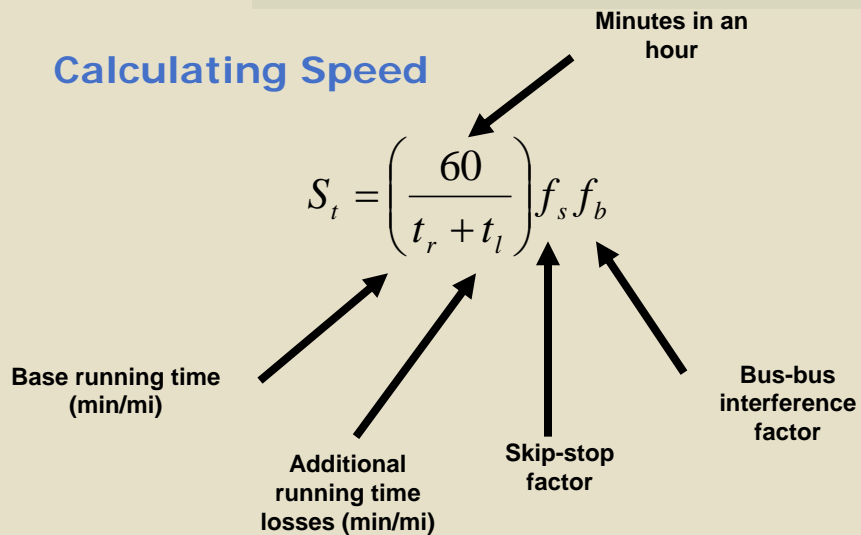 Minutes in an
hour
Calculating Speed
S_t = (60 / (t_r + t_l)) f_s f_b
Base running time
(min/mi)
Additional
running time
losses (min/mi)
Skip-stop
factor
Bus-bus
interference
factor